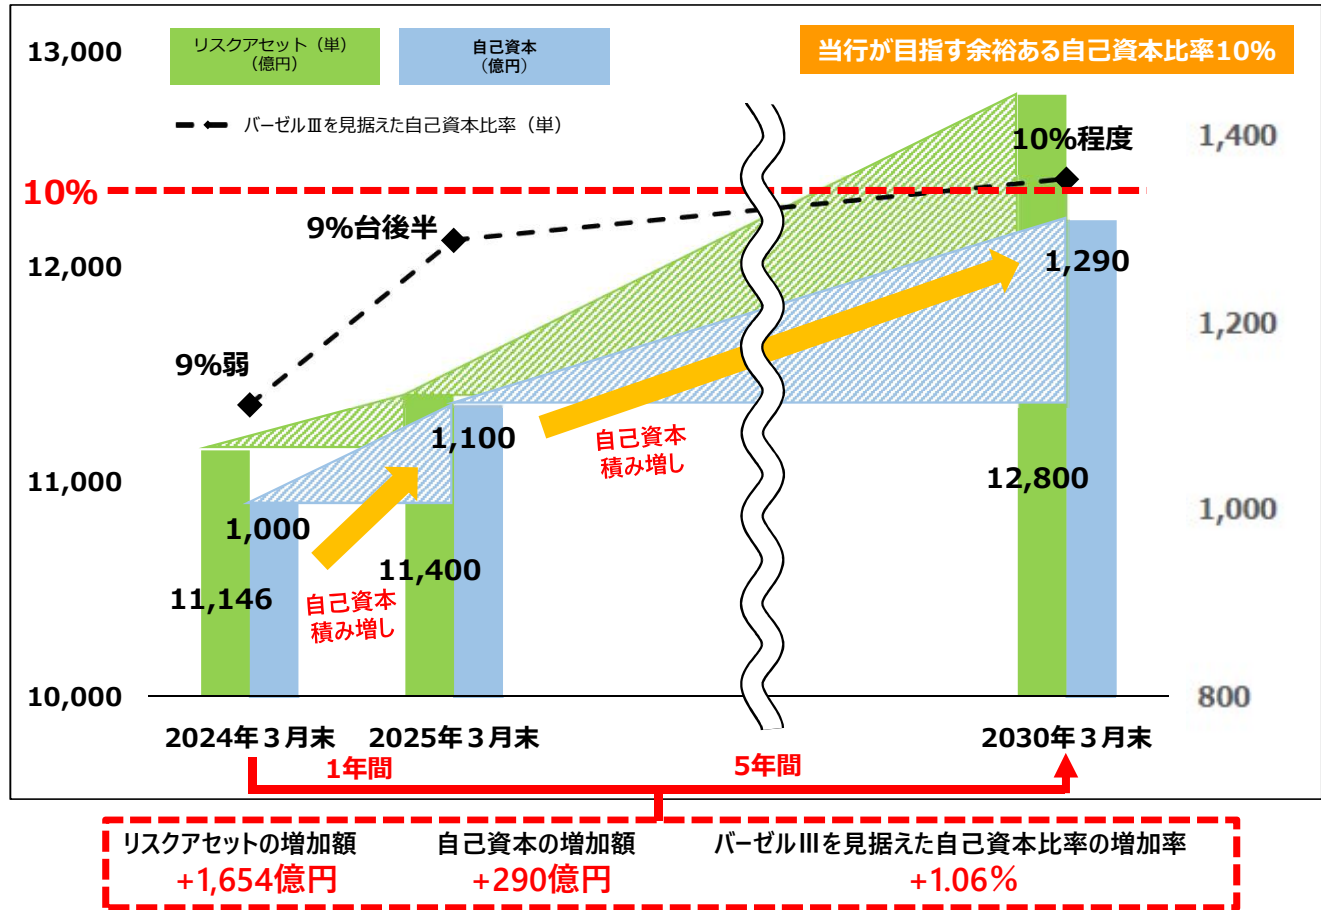 13,000
リスクアセット（単）
（億円）
自己資本
（億円）
当行が目指す余裕ある自己資本比率10%
バーゼルⅢを見据えた自己資本比率（単）
10%程度
1,400
10%
9%台後半
12,000
1,290
1,200
9%弱
1,100
自己資本
積み増し
11,000
12,800
1,000
1,000
11,400
11,146
自己資本
積み増し
10,000
800
2024年３月末
2025年３月末
2030年３月末
1年間
5年間
リスクアセットの増加額
自己資本の増加額
バーゼルⅢを見据えた自己資本比率の増加率
+1,654億円
+290億円
+1.06%